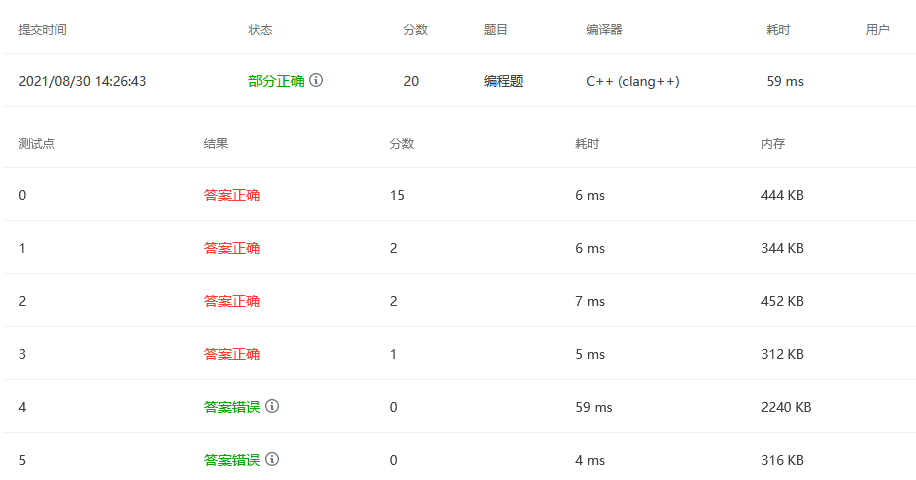 提交时间 状态 分数 题目 编译器 耗时 用户
2021/08/30 14:26:43 部分正确 20 编程题 C++ (clang++) 59 ms
测试点 结果 分数 耗时 内存
0 答案正确 15 6 ms 444 KB
1 答案正确 2 6 ms 344 KB
2 答案正确 2 7 ms 452 KB
3 答案正确 1 5 ms 312 KB
4 答案错误 0 59 ms 2240 KB
5 答案错误 0 4 ms 316 KB